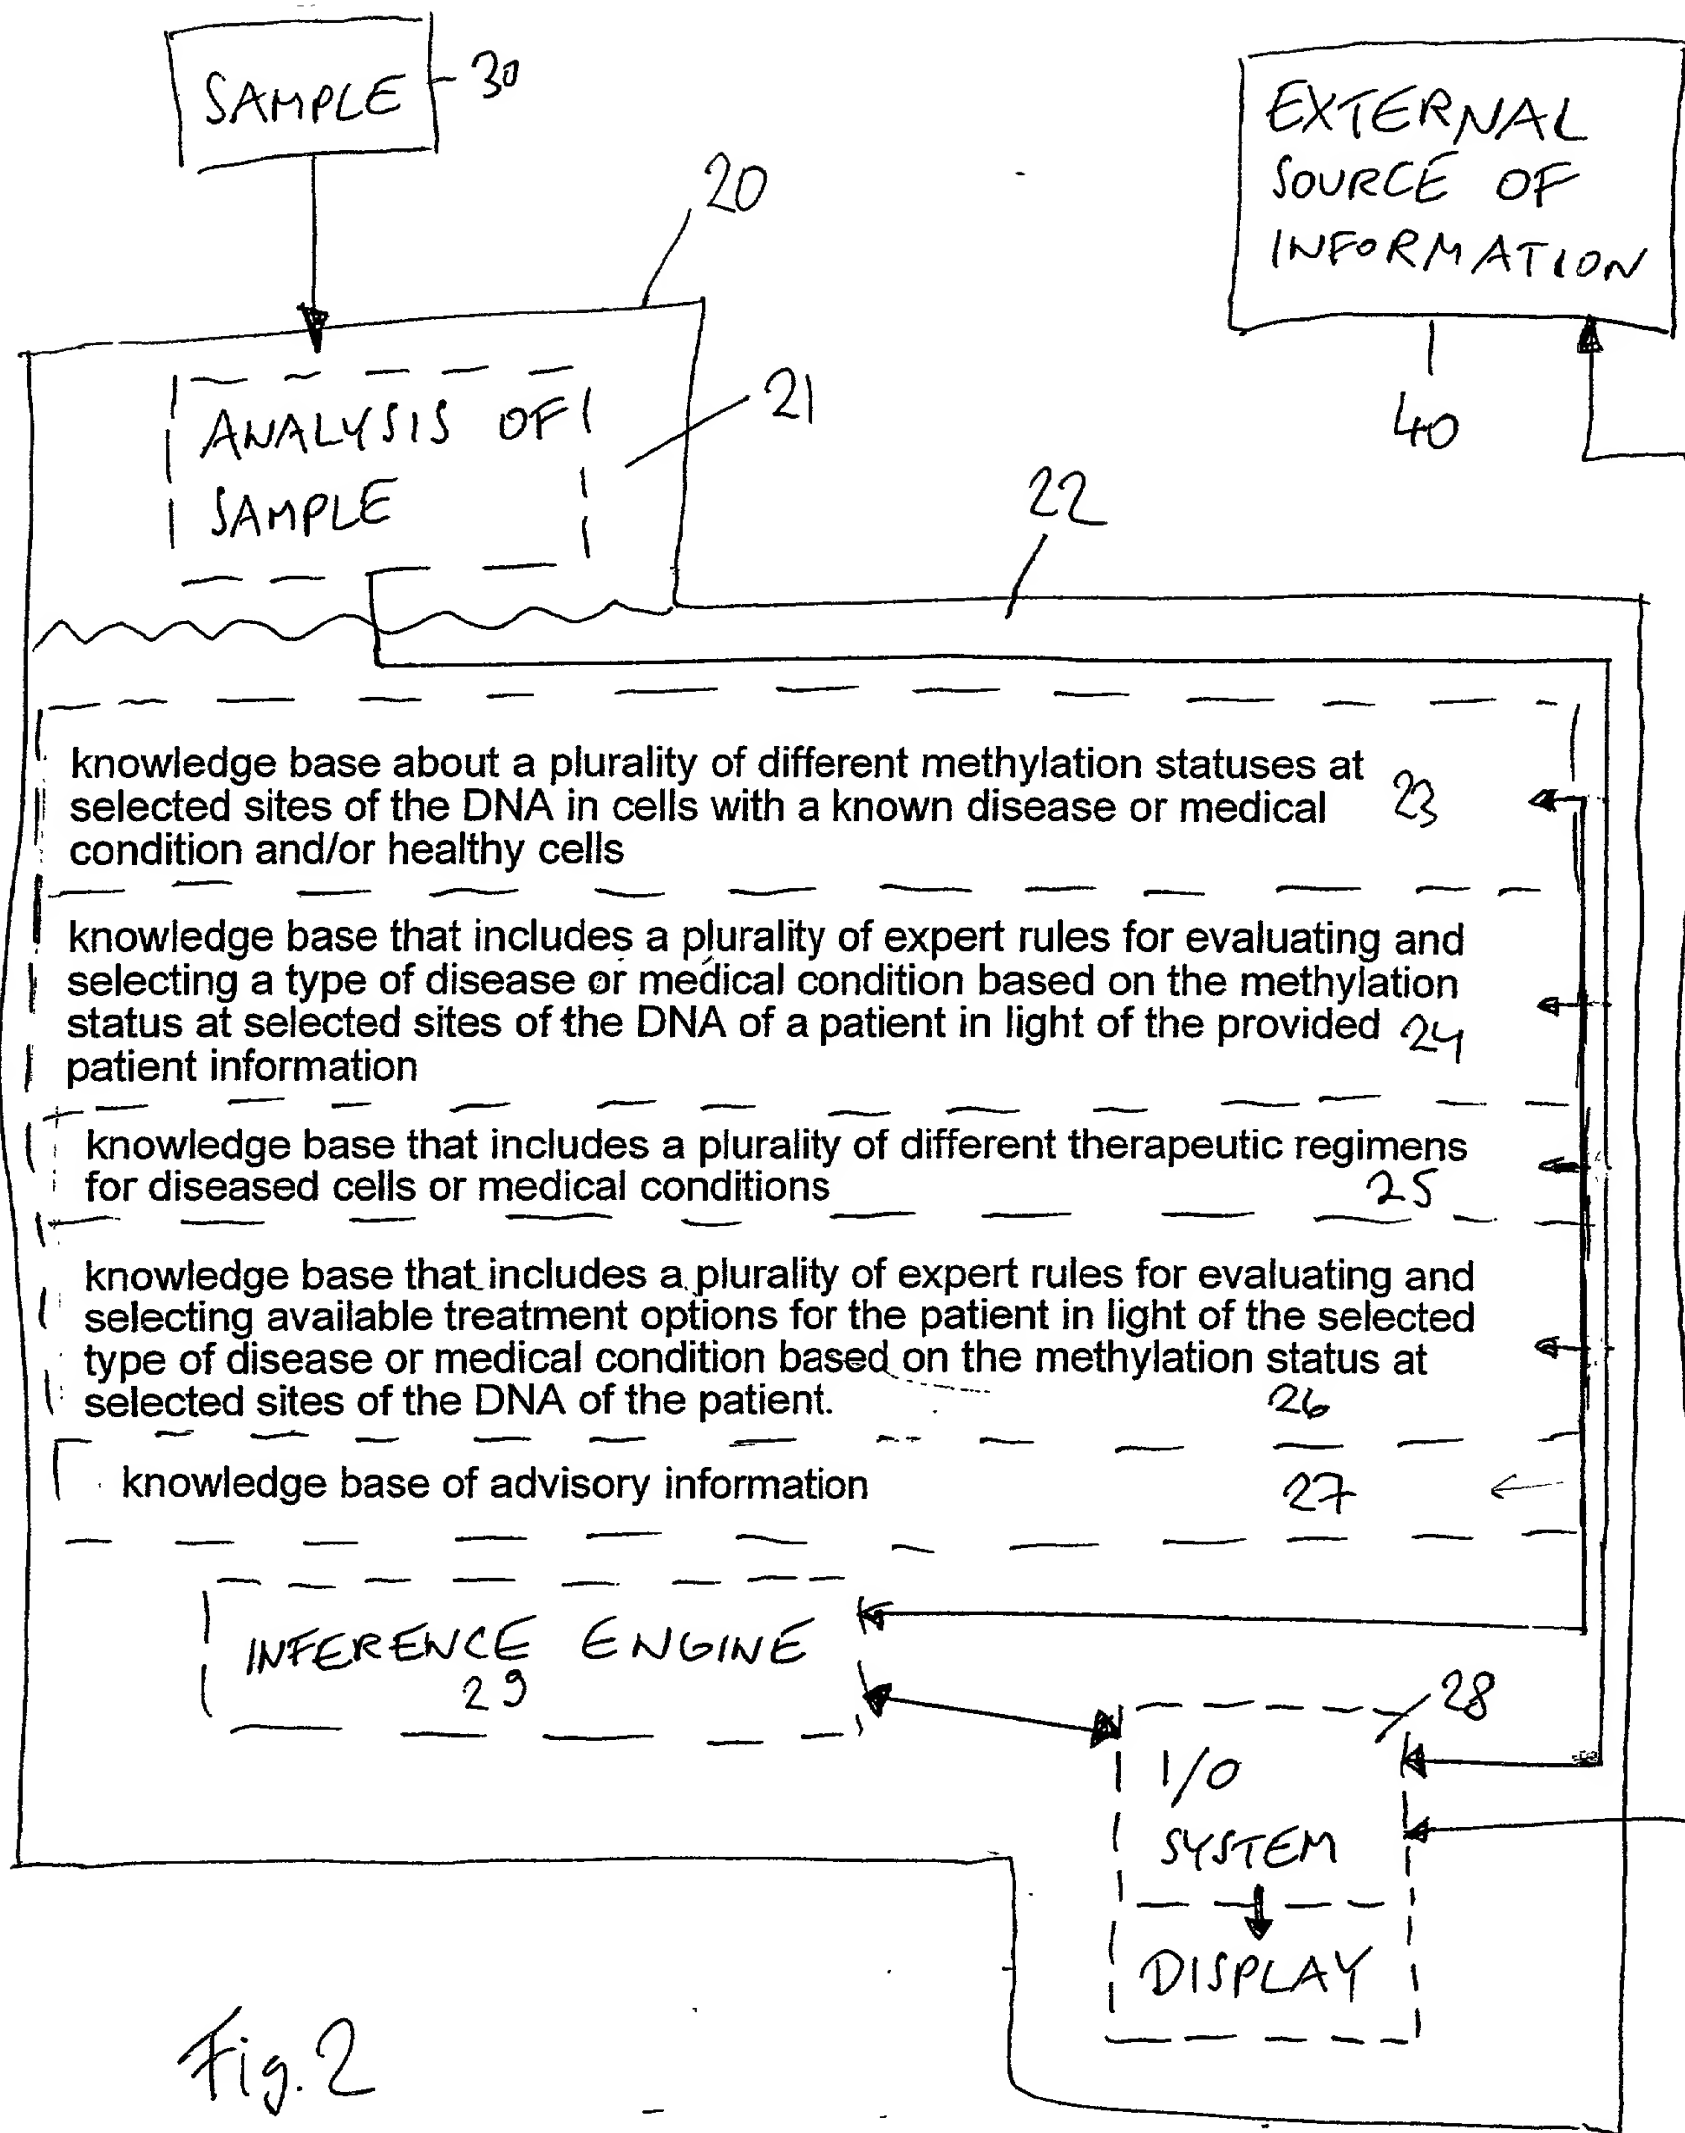 SAMPLE
30
EXTERNAL
SOURCE OF
INFORMATION
40
20
ANALYSIS OF
SAMPLE
21
22
knowledge base about a plurality of different methylation statuses at
selected sites of the DNA in cells with a known disease or medical
condition and/or healthy cells
23
knowledge base that includes a plurality of expert rules for evaluating and
selecting a type of disease or medical condition based on the methylation
status at selected sites of the DNA of a patient in light of the provided
patient information
24
knowledge base that includes a plurality of different therapeutic regimens
for diseased cells or medical conditions
25
knowledge base that includes a plurality of expert rules for evaluating and
selecting available treatment options for the patient in light of the selected
type of disease or medical condition based on the methylation status at
selected sites of the DNA of the patient.
26
knowledge base of advisory information
27
INFERENCE ENGINE
29
28
I/O
SYSTEM
DISPLAY
Fig. 2